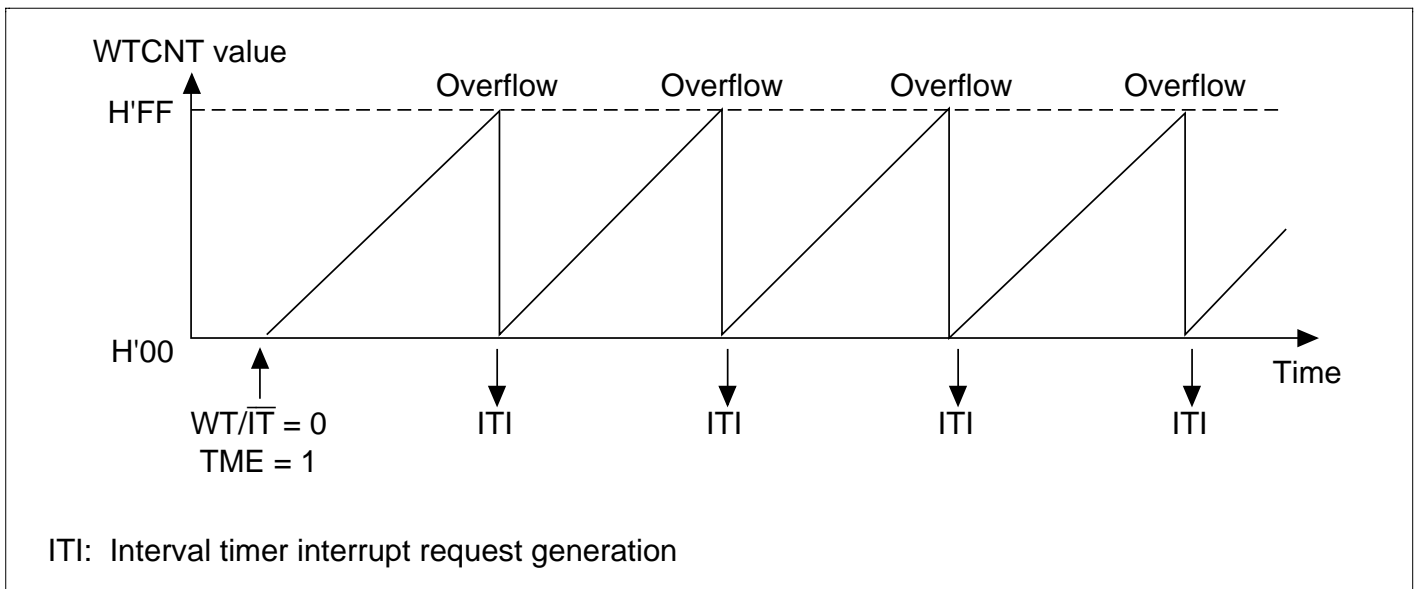 WTCNT value
Overflow Overflow Overflow Overflow
H'FF
H'00
Time
WT/I̅T̅ = 0
TME = 1
ITI ITI ITI ITI
ITI: Interval timer interrupt request generation